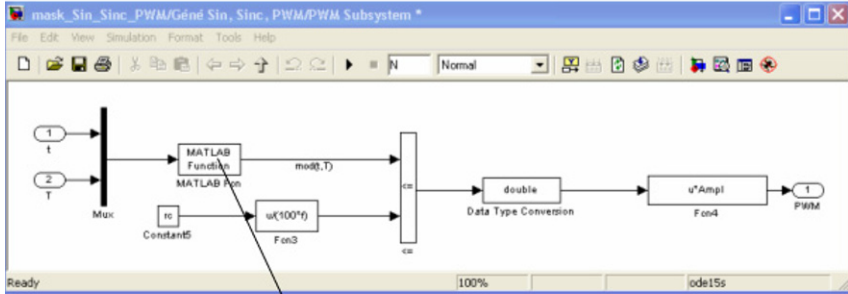 mask_Sin_Sinc_PWM/Géné Sin, Sinc, PWM/PWM Subsystem *
File Edit View Simulation Format Tools Help
N Normal
1
t
2
T
Mux
MATLAB
Function
MATLAB Fcn
mod(t,T)
rc
Constant5
u/(100*f)
Fcn3
<=
<=
double
Data Type Conversion
u*Ampl
Fcn4
1
PWM
Ready 100% ode15s